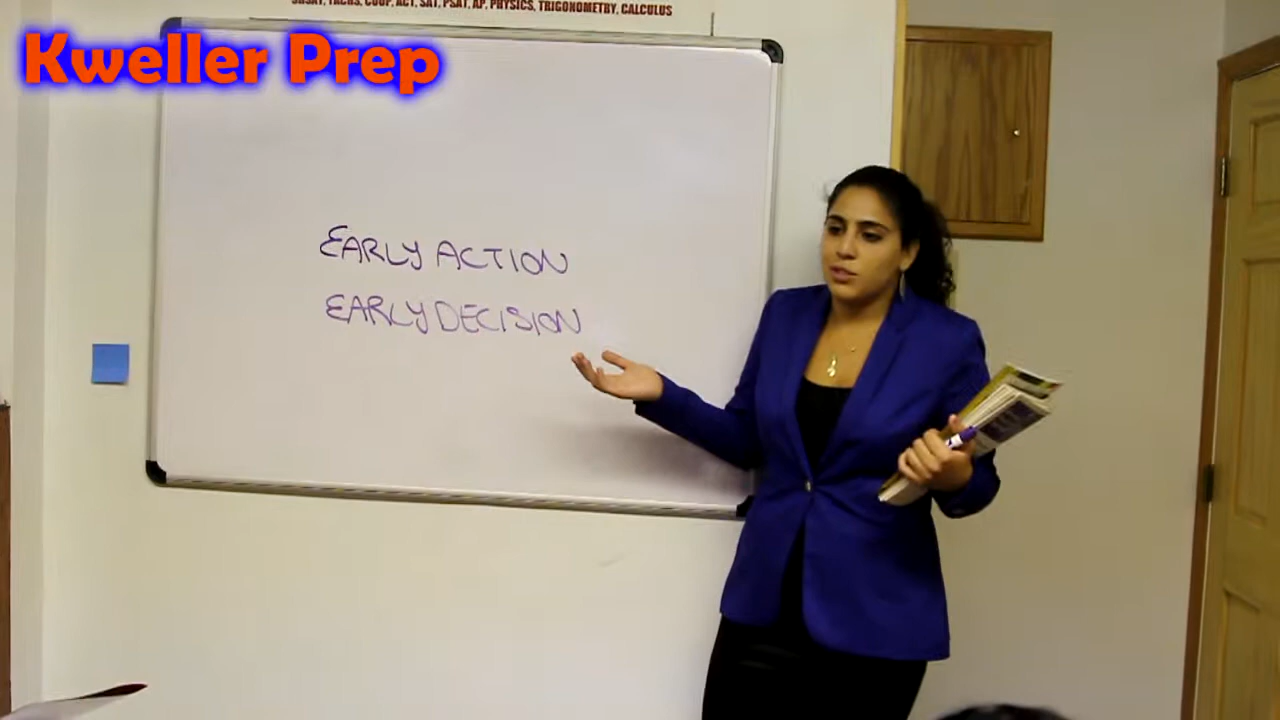 SHSAT, TACHS, COOP, ACT, SAT, PSAT, AP, PHYSICS, TRIGONOMETRY, CALCULUS
Kweller Prep
EARLY ACTION
EARLY DECISION